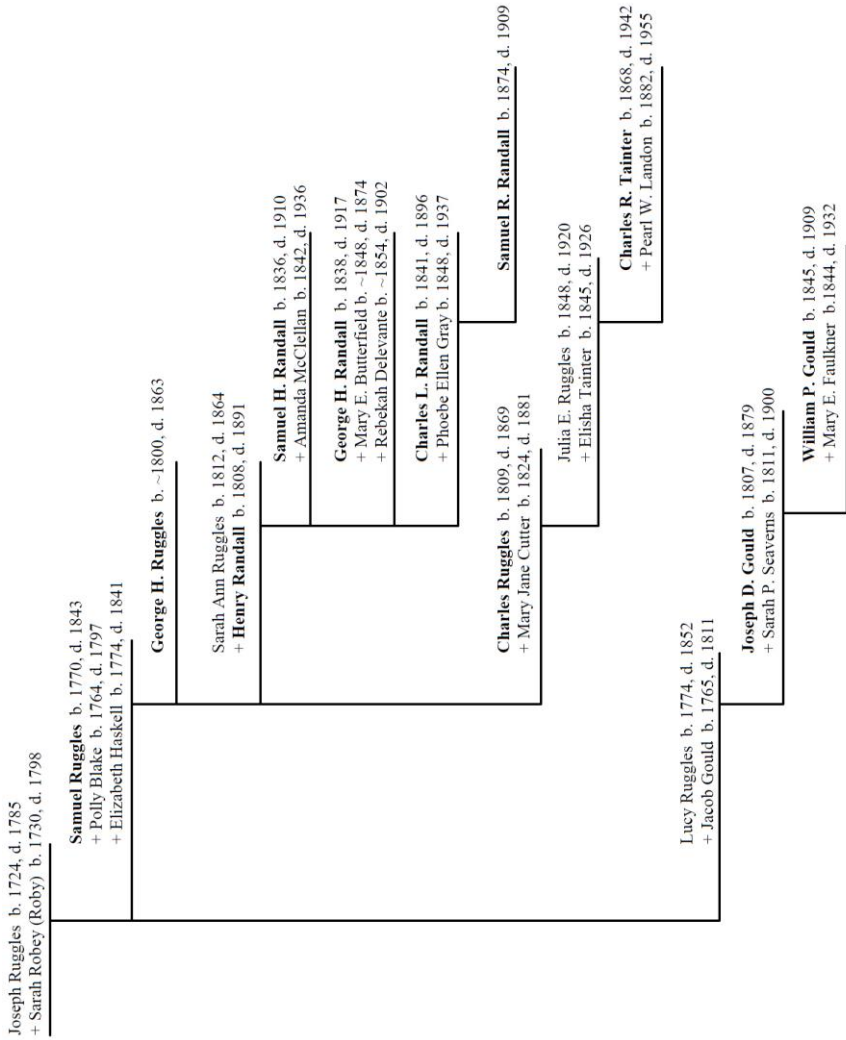 Joseph Ruggles b. 1724, d. 1785
+ Sarah Robey (Roby) b. 1730, d. 1798
Samuel Ruggles b. 1770, d. 1843
+ Polly Blake b. 1764, d. 1797
+ Elizabeth Haskell b. 1774, d. 1841
George H. Ruggles b. ~1800, d. 1863
Sarah Ann Ruggles b. 1812, d. 1864
+ Henry Randall b. 1808, d. 1891
Samuel H. Randall b. 1836, d. 1910
+ Amanda McClellan b. 1842, d. 1936
George H. Randall b. 1838, d. 1917
+ Mary E. Butterfield b. ~1848, d. 1874
+ Rebekah Delevante b. ~1854, d. 1902
Charles L. Randall b. 1841, d. 1896
+ Phoebe Ellen Gray b. 1848, d. 1937
Samuel R. Randall b. 1874, d. 1909
Charles Ruggles b. 1809, d. 1869
+ Mary Jane Cutter b. 1824, d. 1881
Julia E. Ruggles b. 1848, d. 1920
+ Elisha Tainter b. 1845, d. 1926
Charles R. Tainter b. 1868, d. 1942
+ Pearl W. Landon b. 1882, d. 1955
Lucy Ruggles b. 1774, d. 1852
+ Jacob Gould b. 1765, d. 1811
Joseph D. Gould b. 1807, d. 1879
+ Sarah P. Seaverns b. 1811, d. 1900
William P. Gould b. 1845, d. 1909
+ Mary E. Faulkner b.1844, d. 1932